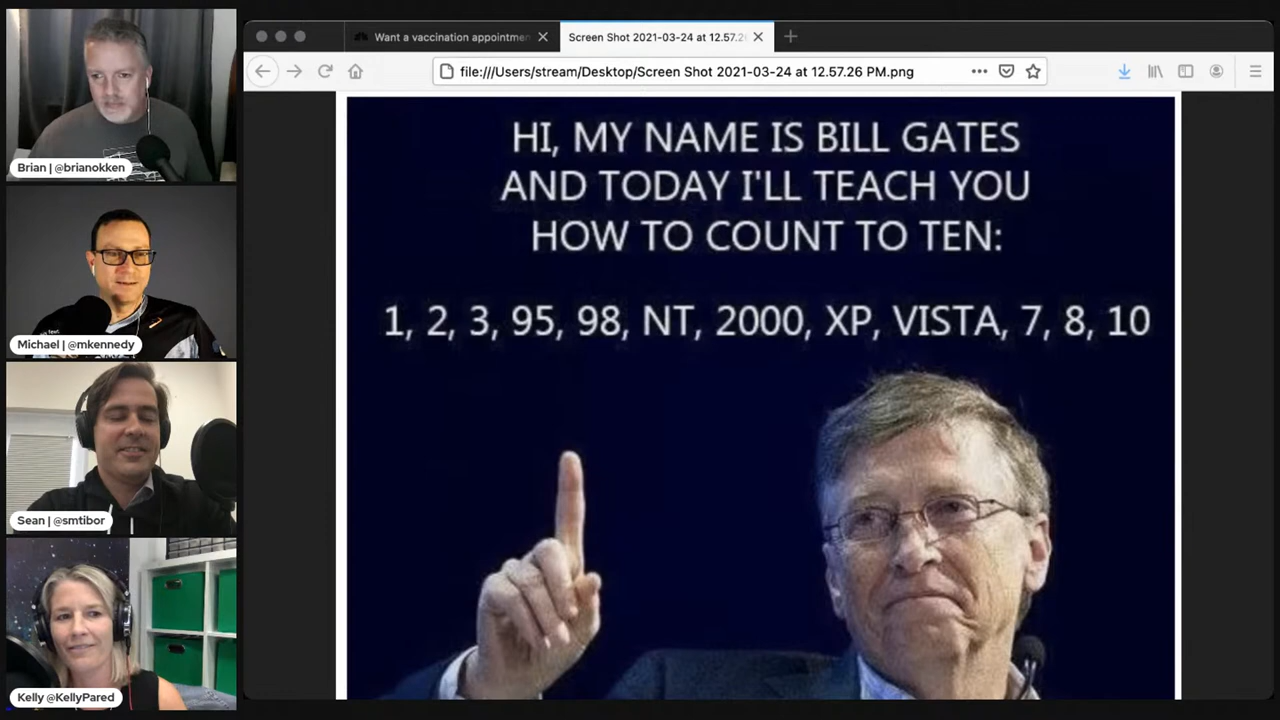 Want a vaccination appointmen
Screen Shot 2021-03-24 at 12.57.2
file:///Users/stream/Desktop/Screen Shot 2021-03-24 at 12.57.26 PM.png
HI, MY NAME IS BILL GATES
AND TODAY I'LL TEACH YOU
HOW TO COUNT TO TEN:
1, 2, 3, 95, 98, NT, 2000, XP, VISTA, 7, 8, 10
Brian | @brianokken
Michael | @mkennedy
Sean | @smtibor
Kelly @KellyPared